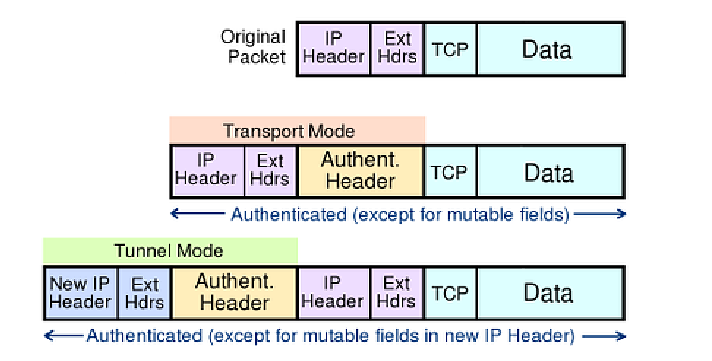 Original Packet
IP Header
Ext Hdrs
TCP
Data
Transport Mode
IP Header
Ext Hdrs
Authent. Header
TCP
Data
Authenticated (except for mutable fields)
Tunnel Mode
New IP Header
Ext Hdrs
Authent. Header
IP Header
Ext Hdrs
TCP
Data
Authenticated (except for mutable fields in new IP Header)